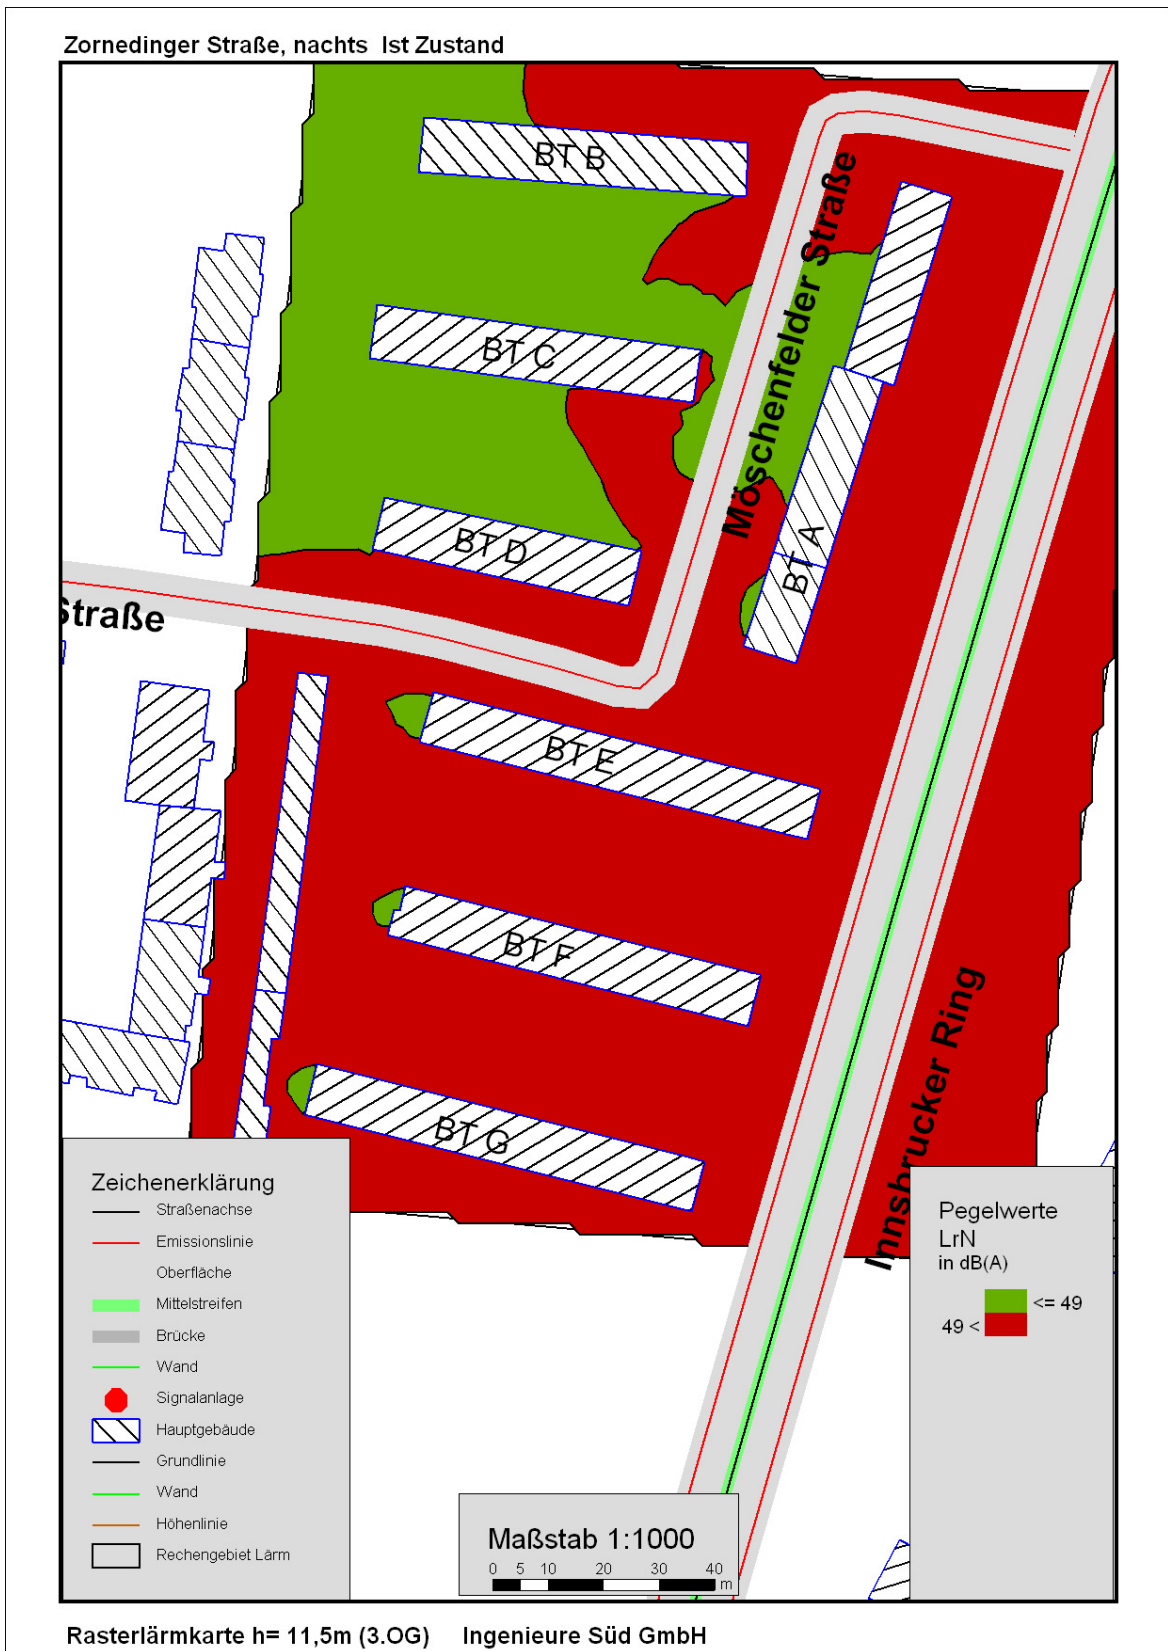 Zornedinger Straße, nachts  Ist Zustand
BT B
Möschenfelder Straße
BT C
BT D
BT A
Straße
BT E
BT F
Innsbrucker Ring
BT G
Zeichenerklärung
Straßenachse
Emissionslinie
Oberfläche
Mittelstreifen
Brücke
Wand
Signalanlage
Hauptgebäude
Grundlinie
Wand
Höhenlinie
Rechengebiet Lärm
Pegelwerte
LrN
in dB(A)
<= 49
49 <
Maßstab 1:1000
0 5 10 20 30 40
m
Rasterlärmkarte h= 11,5m (3.OG)    Ingenieure Süd GmbH